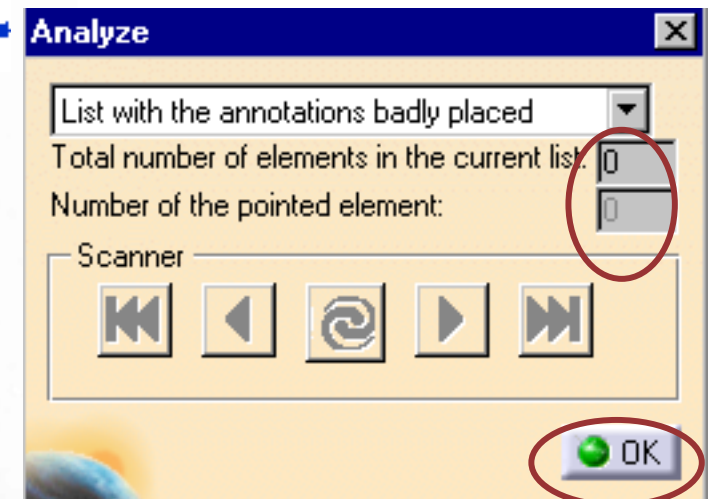 Analyze
List with the annotations badly placed
Total number of elements in the current list: 0
Number of the pointed element: 0
Scanner
OK